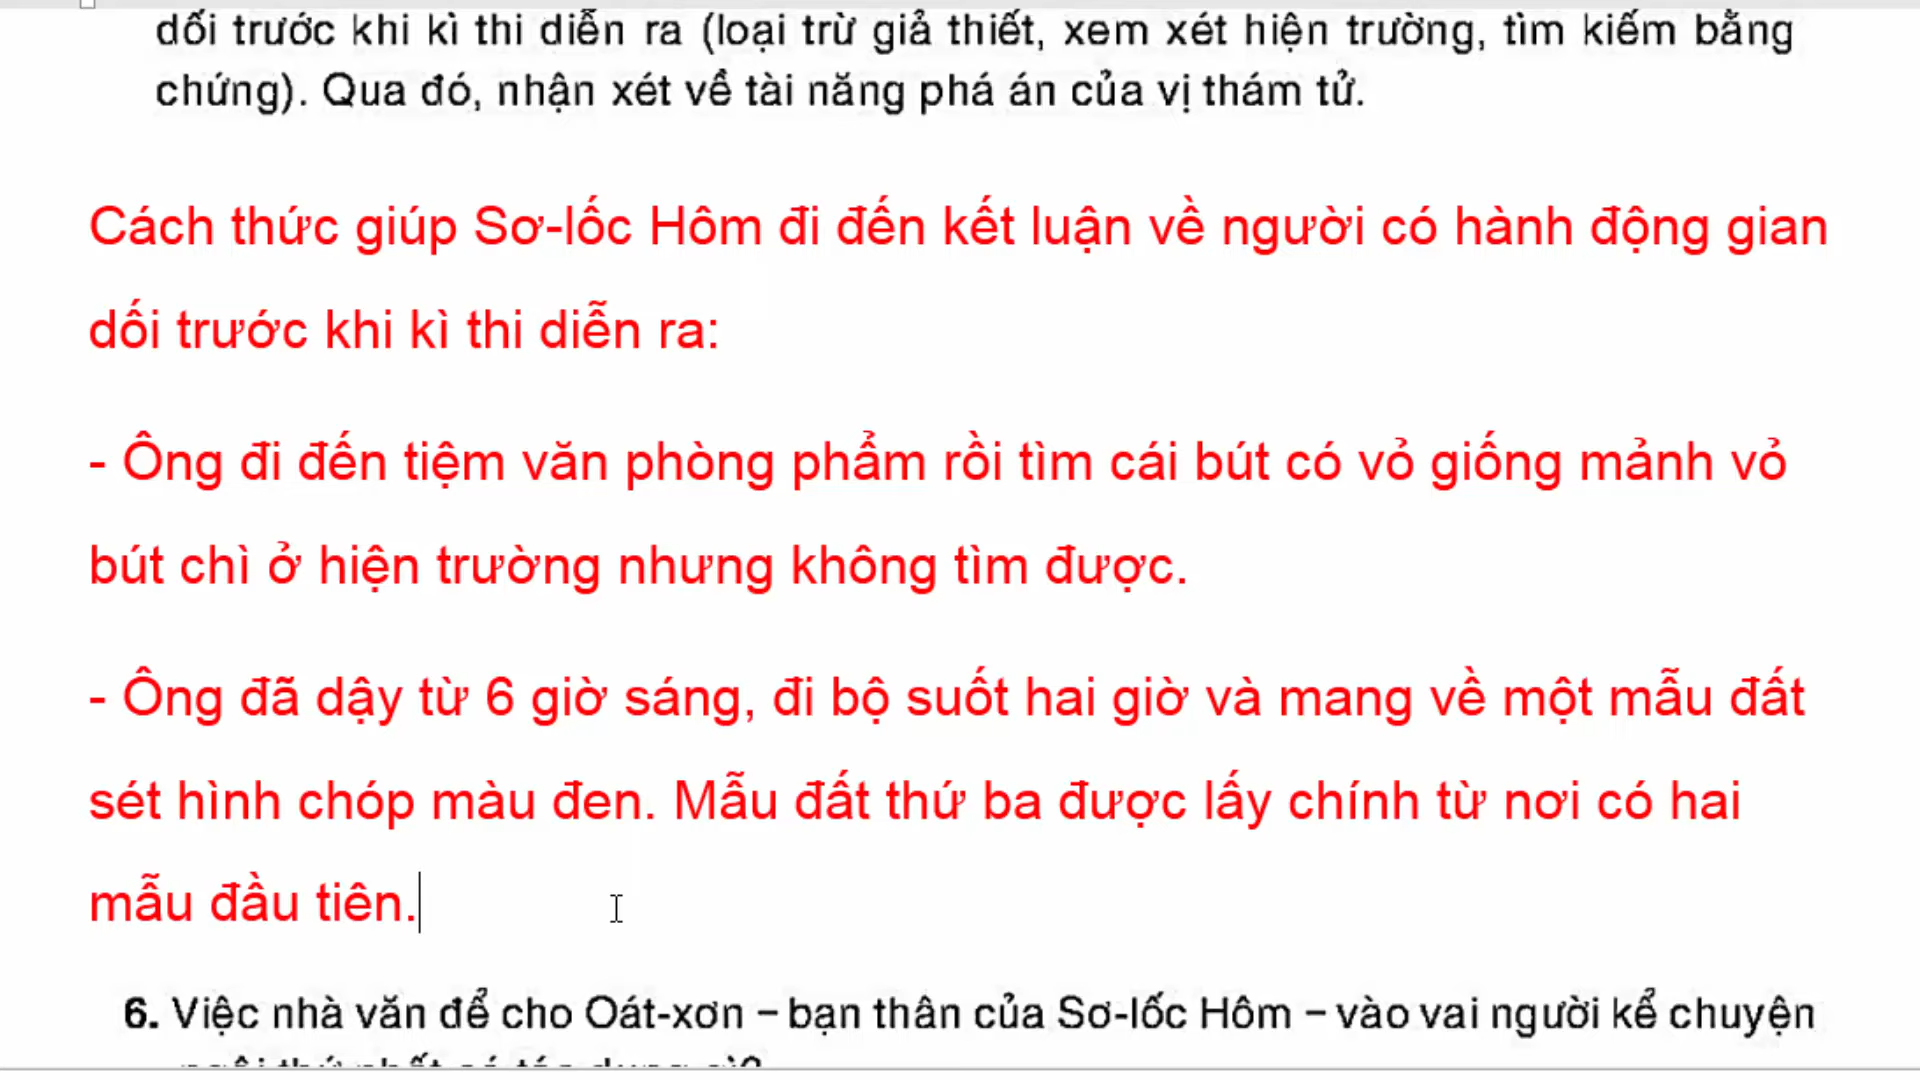 dối trước khi kì thi diễn ra (loại trừ giả thiết, xem xét hiện trường, tìm kiếm bằng
chứng). Qua đó, nhận xét về tài năng phá án của vị thám tử.
Cách thức giúp Sơ-lốc Hôm đi đến kết luận về người có hành động gian
dối trước khi kì thi diễn ra:
- Ông đi đến tiệm văn phòng phẩm rồi tìm cái bút có vỏ giống mảnh vỏ
bút chì ở hiện trường nhưng không tìm được.
- Ông đã dậy từ 6 giờ sáng, đi bộ suốt hai giờ và mang về một mẫu đất
sét hình chóp màu đen. Mẫu đất thứ ba được lấy chính từ nơi có hai
mẫu đầu tiên.
6. Việc nhà văn để cho Oát-xơn – bạn thân của Sơ-lốc Hôm – vào vai người kể chuyện